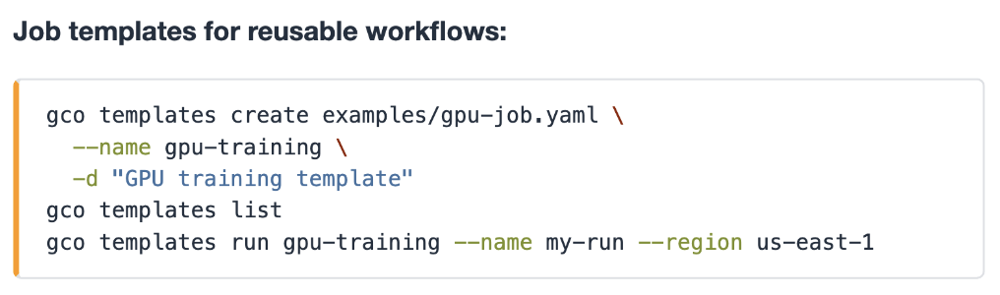 Job templates for reusable workflows:
gco templates create examples/gpu-job.yaml \
--name gpu-training \
-d "GPU training template"
gco templates list
gco templates run gpu-training --name my-run --region us-east-1